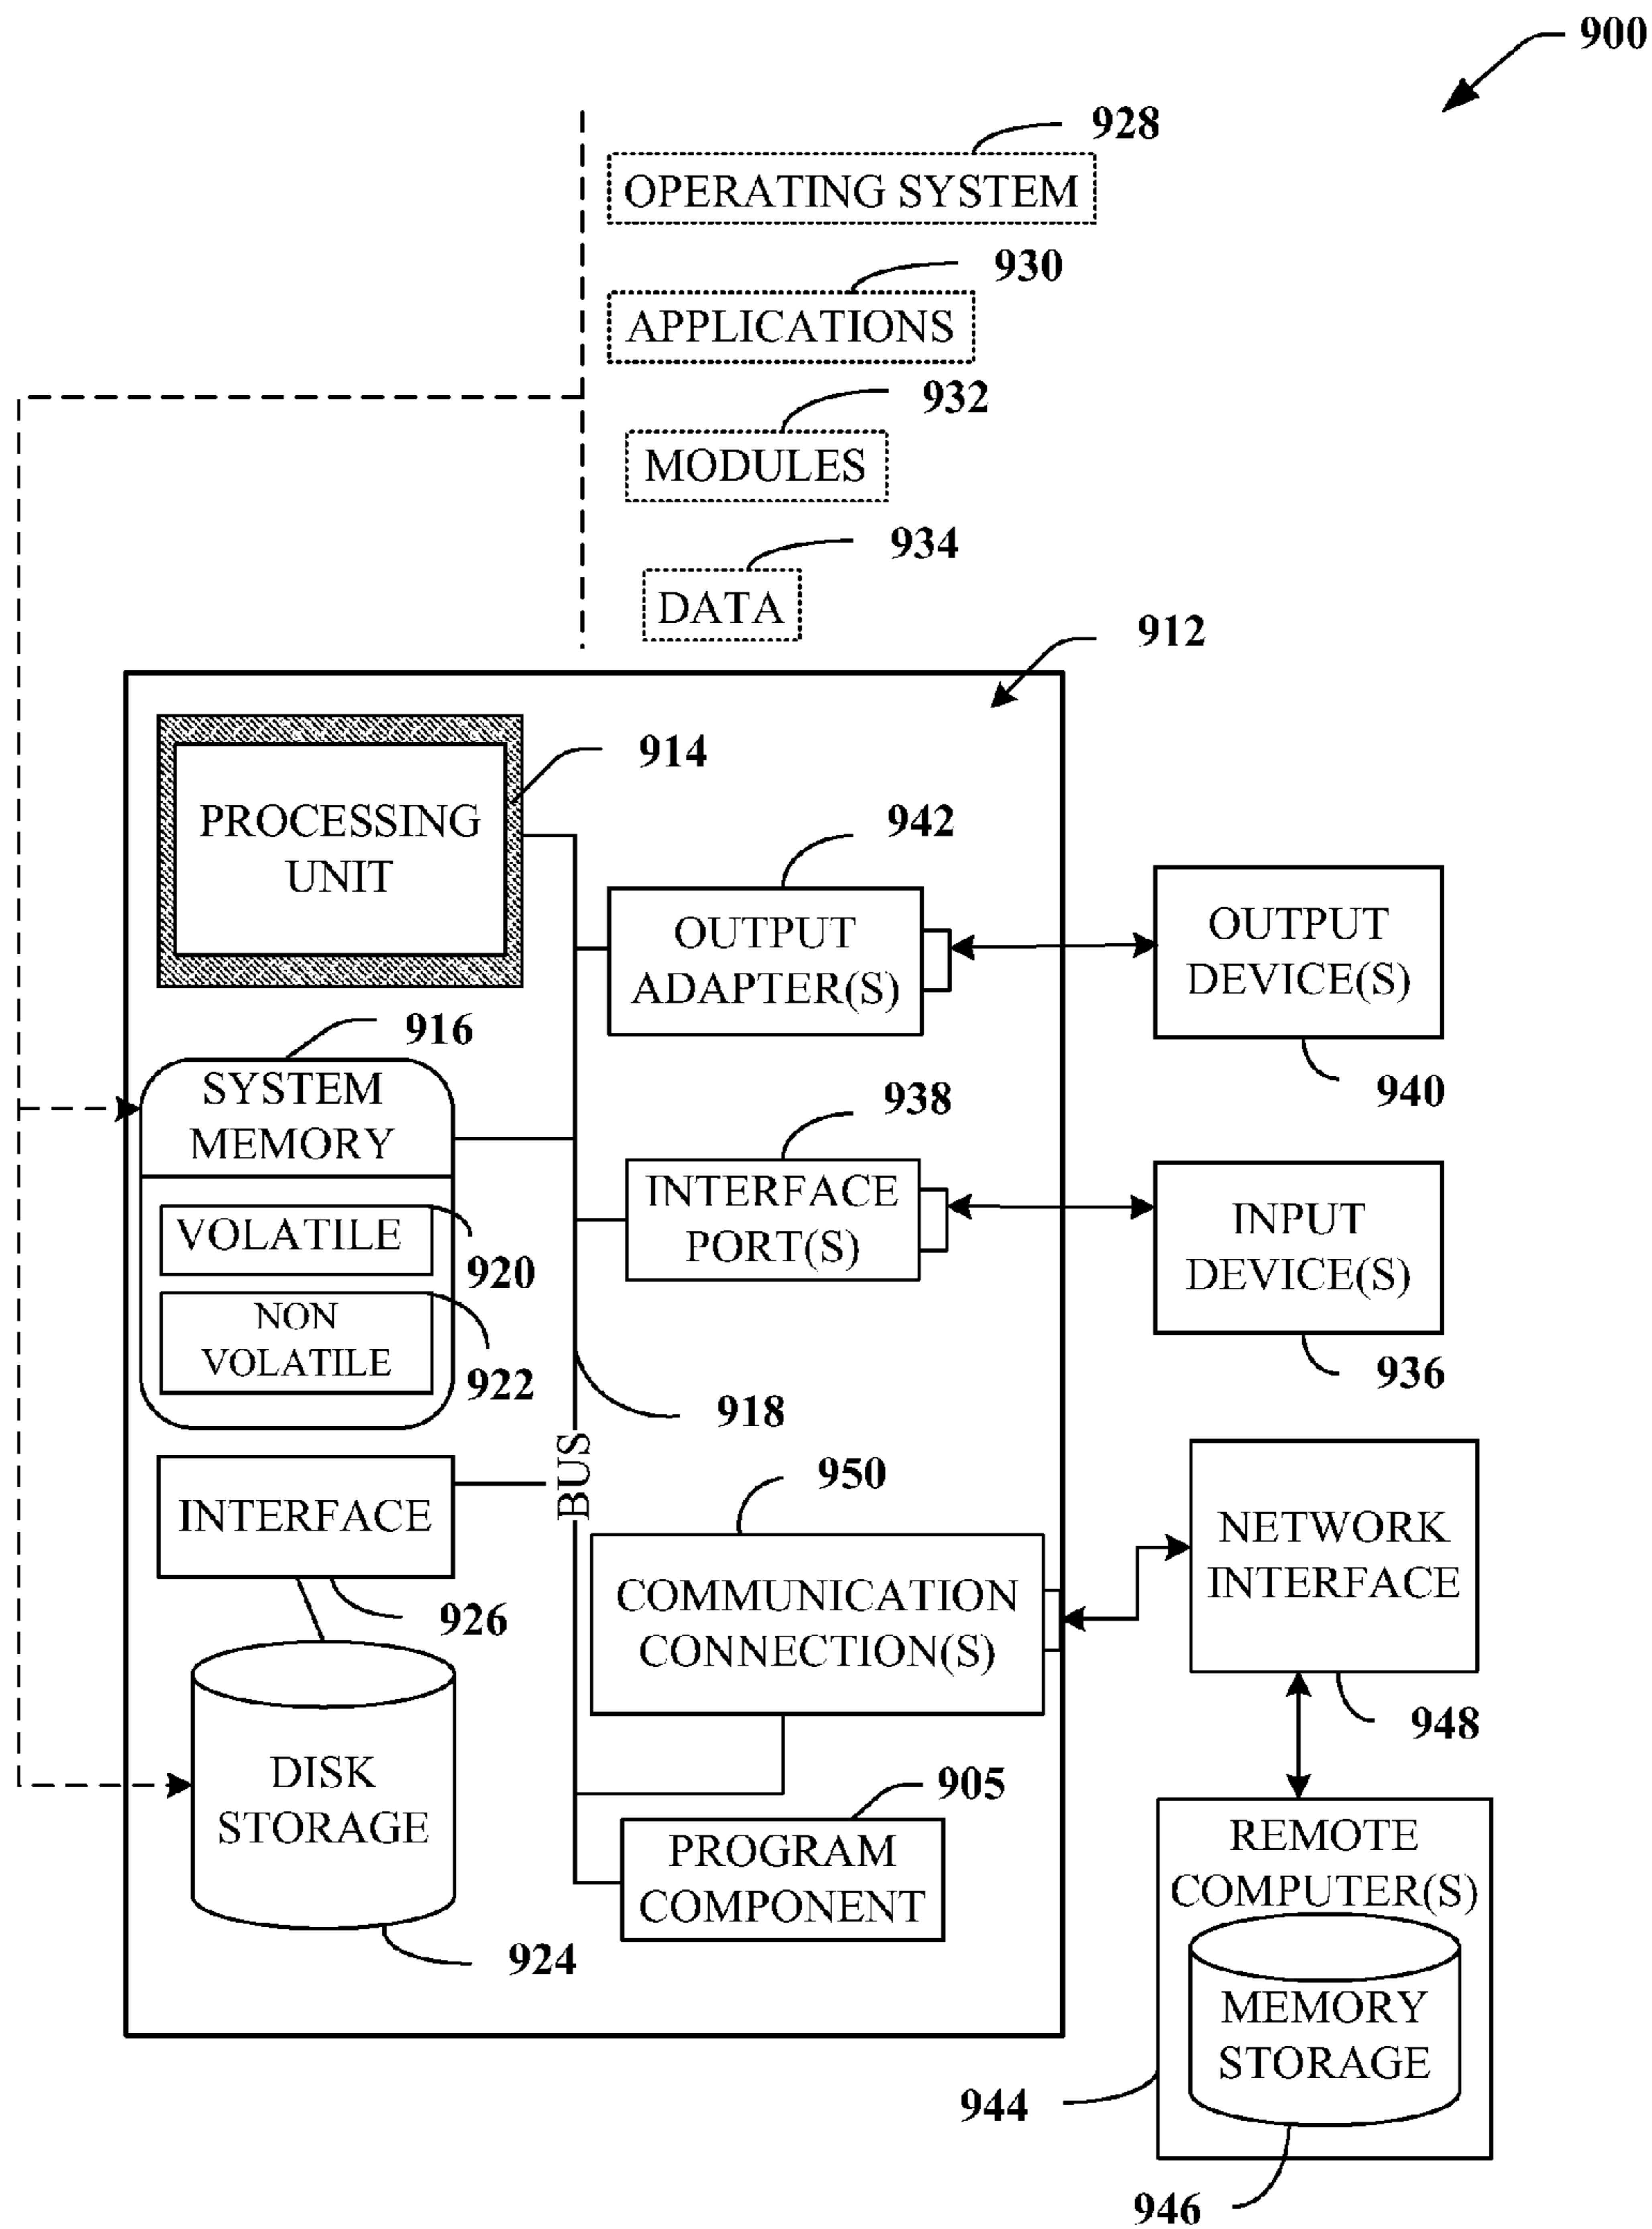 900
928
OPERATING SYSTEM
930
APPLICATIONS
932
MODULES
934
DATA
912
914
PROCESSING
UNIT
942
OUTPUT
ADAPTER(S)
OUTPUT
DEVICE(S)
940
916
SYSTEM
MEMORY
938
INTERFACE
PORT(S)
INPUT
DEVICE(S)
936
VOLATILE
920
NON
VOLATILE
922
918
BUS
INTERFACE
926
950
COMMUNICATION
CONNECTION(S)
NETWORK
INTERFACE
948
DISK
STORAGE
924
905
PROGRAM
COMPONENT
REMOTE
COMPUTER(S)
MEMORY
STORAGE
944
946